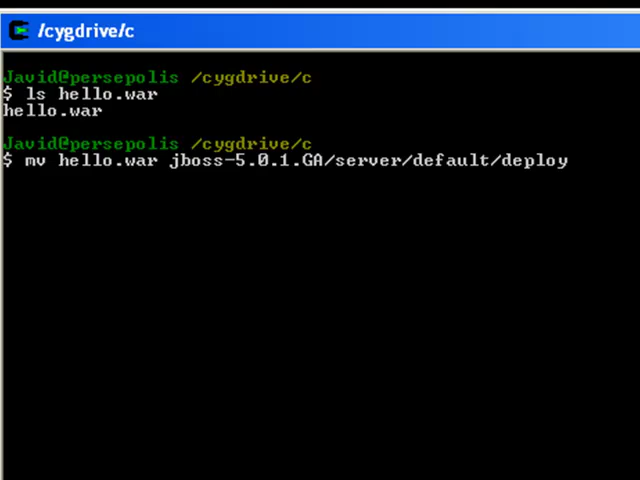 /cygdrive/c
Javid@persepolis /cygdrive/c
$ ls hello.war
hello.war
Javid@persepolis /cygdrive/c
$ mv hello.war jboss-5.0.1.GA/server/default/deploy